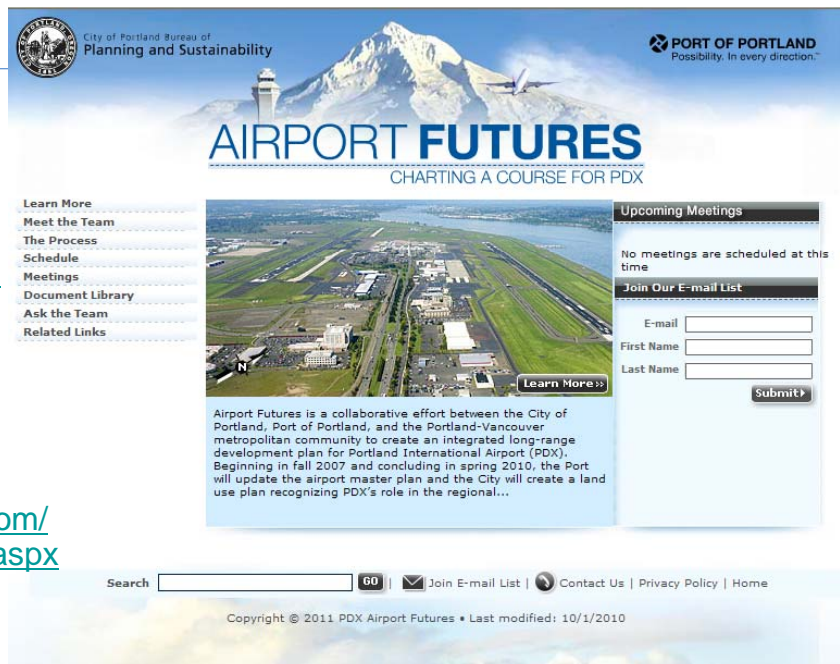 City of Portland Bureau of
Planning and Sustainability
PORT OF PORTLAND
Possibility. In every direction.™
AIRPORT FUTURES
CHARTING A COURSE FOR PDX
Learn More
Meet the Team
The Process
Schedule
Meetings
Document Library
Ask the Team
Related Links
N
Learn More»
Airport Futures is a collaborative effort between the City of
Portland, Port of Portland, and the Portland-Vancouver
metropolitan community to create an integrated long-range
development plan for Portland International Airport (PDX).
Beginning in fall 2007 and concluding in spring 2010, the Port
will update the airport master plan and the City will create a land
use plan recognizing PDX's role in the regional...
Upcoming Meetings
No meetings are scheduled at this
time
Join Our E-mail List
E-mail
First Name
Last Name
Submit
om/
aspx
Search GO | Join E-mail List | Contact Us | Privacy Policy | Home
Copyright © 2011 PDX Airport Futures • Last modified: 10/1/2010